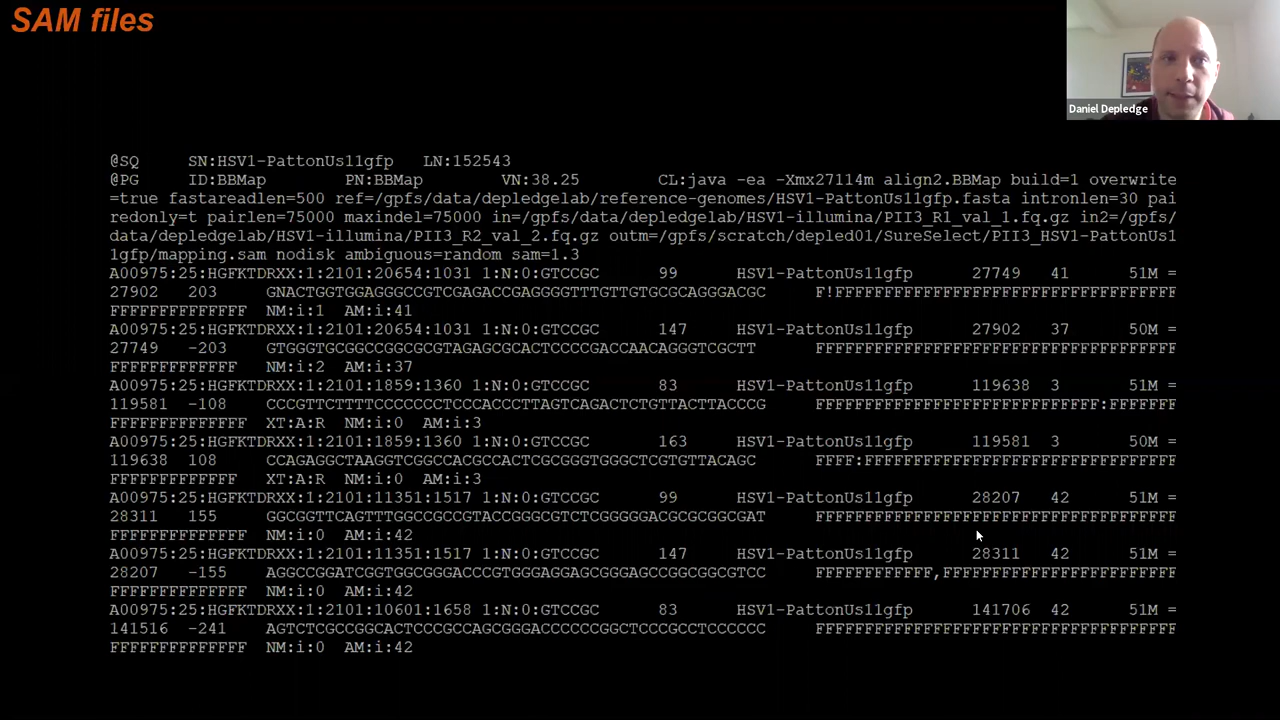 SAM files
Daniel Depledge
@SQ SN:HSV1-PattonUs11gfp LN:152543
@PG ID:BBMap PN:BBMap VN:38.25 CL:java -ea -Xmx27114m align2.BBMap build=1 overwrite
=true fastareadlen=500 ref=/gpfs/data/depledgelab/reference-genomes/HSV1-PattonUs11gfp.fasta intronlen=30 pai
redonly=t pairlen=75000 maxindel=75000 in=/gpfs/data/depledgelab/HSV1-illumina/PII3_R1_val_1.fq.gz in2=/gpfs/
data/depledgelab/HSV1-illumina/PII3_R2_val_2.fq.gz outm=/gpfs/scratch/depled01/SureSelect/PII3_HSV1-PattonUs1
1gfp/mapping.sam nodisk ambiguous=random sam=1.3
A00975:25:HGFKTDRXX:1:2101:20654:1031 1:N:0:GTCCGC 99 HSV1-PattonUs11gfp 27749 41 51M =
27902 203 GNACTGGTGGAGGGCCGTCGAGACCGAGGGGTTTGTTGTGCGCAGGGACGC F!FFFFFFFFFFFFFFFFFFFFFFFFFFFFFFFFFFF
FFFFFFFFFFFFFF NM:i:1 AM:i:41
A00975:25:HGFKTDRXX:1:2101:20654:1031 1:N:0:GTCCGC 147 HSV1-PattonUs11gfp 27902 37 50M =
27749 -203 GTGGGTGCGGCCGGCGCGTAGAGCGCACTCCCCGACCAACAGGGTCGCTT FFFFFFFFFFFFFFFFFFFFFFFFFFFFFFFFFFFFF
FFFFFFFFFFFFF NM:i:2 AM:i:37
A00975:25:HGFKTDRXX:1:2101:1859:1360 1:N:0:GTCCGC 83 HSV1-PattonUs11gfp 119638 3 51M =
119581 -108 CCCGTTCTTTTCCCCCCCTCCCACCCTTAGTCAGACTCTGTTACTTACCCG FFFFFFFFFFFFFFFFFFFFFFFFFFFFF:FFFFFFF
FFFFFFFFFFFFFF XT:A:R NM:i:0 AM:i:3
A00975:25:HGFKTDRXX:1:2101:1859:1360 1:N:0:GTCCGC 163 HSV1-PattonUs11gfp 119581 3 50M =
119638 108 CCAGAGGCTAAGGTCGGCCACGCCACTCGCGGGTGGGCTCGTGTTACAGC FFFF:FFFFFFFFFFFFFFFFFFFFFFFFFFFFFFFF
FFFFFFFFFFFFF XT:A:R NM:i:0 AM:i:3
A00975:25:HGFKTDRXX:1:2101:11351:1517 1:N:0:GTCCGC 99 HSV1-PattonUs11gfp 28207 42 51M =
28311 155 GGCGGTTCAGTTTGGCCGCCGTACCGGGCGTCTCGGGGGACGCGCGGCGAT FFFFFFFFFFFFFFFFFFFFFFFFFFFFFFFFFFFFF
FFFFFFFFFFFFFF NM:i:0 AM:i:42
A00975:25:HGFKTDRXX:1:2101:11351:1517 1:N:0:GTCCGC 147 HSV1-PattonUs11gfp 28311 42 51M =
28207 -155 AGGCCGGATCGGTGGCGGGACCCGTGGAGGAGCGGGAGCCGGCGGCGTCC FFFFFFFFFFFF,FFFFFFFFFFFFFFFFFFFFFFFF
FFFFFFFFFFFFFF NM:i:0 AM:i:42
A00975:25:HGFKTDRXX:1:2101:10601:1658 1:N:0:GTCCGC 83 HSV1-PattonUs11gfp 141706 42 51M =
141516 -241 AGTCTCGCCGGCACTCCCGCCAGCGGGACCCCCCGGCTCCCGCCTCCCCCC FFFFFFFFFFFFFFFFFFFFFFFFFFFFFFFFFFFFF
FFFFFFFFFFFFFF NM:i:0 AM:i:42